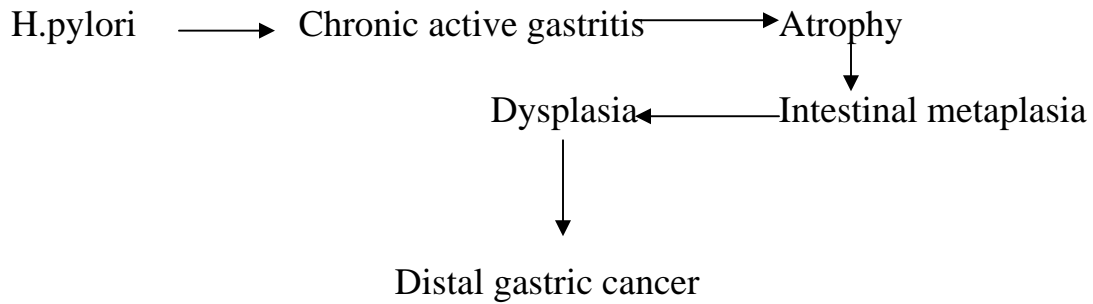 H.pylori Chronic active gastritis Atrophy
Dysplasia Intestinal metaplasia
Distal gastric cancer